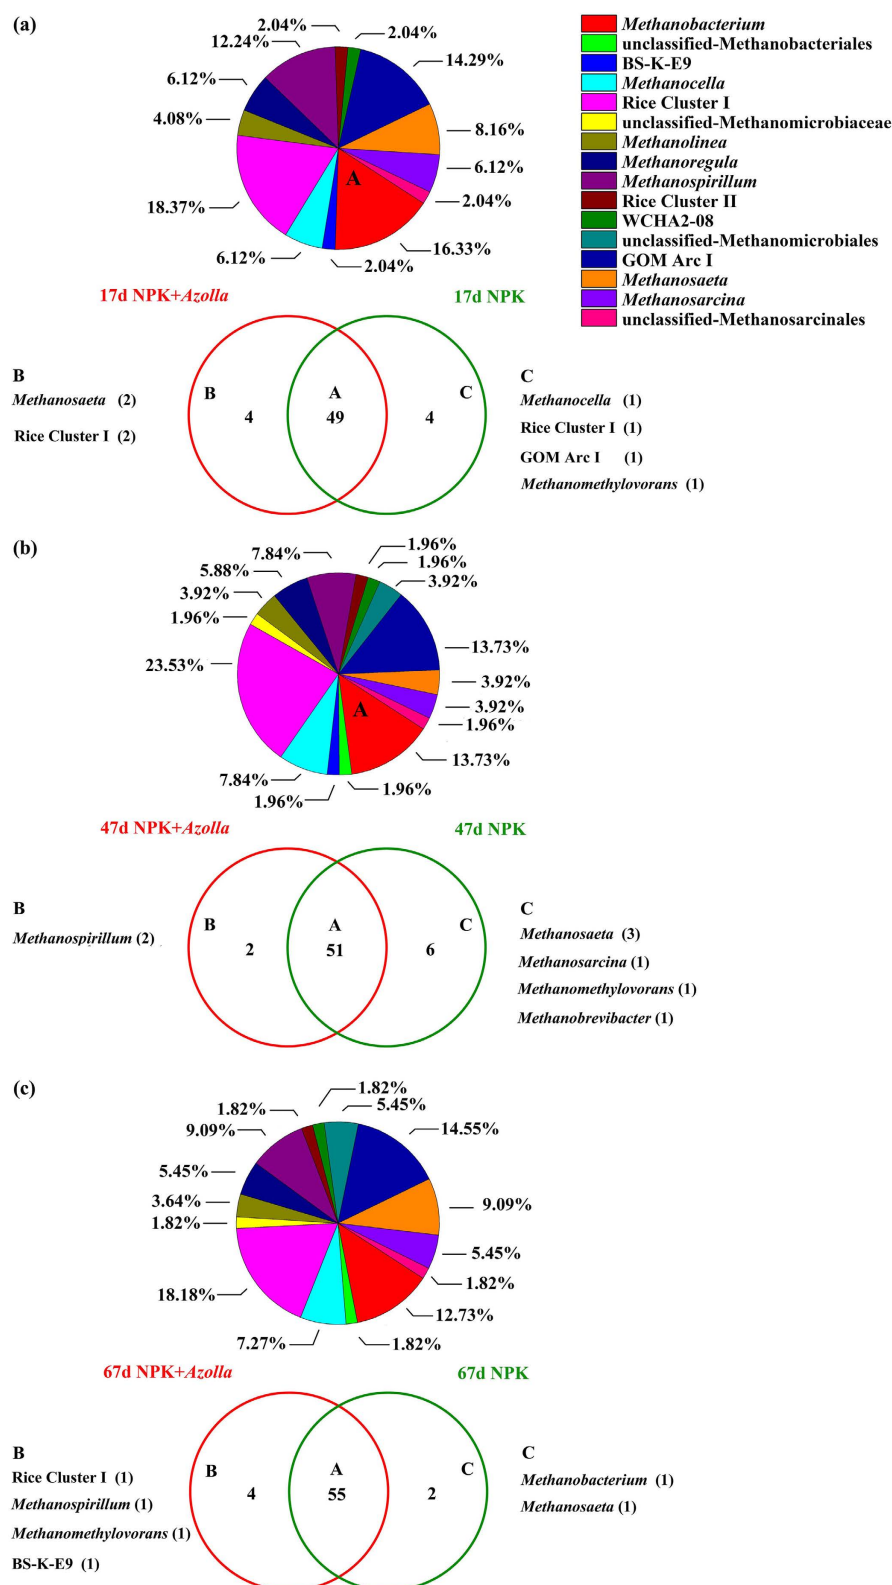 (a)
2.04%
2.04%
12.24%
14.29%
6.12%
4.08%
8.16%
6.12%
A
18.37%
2.04%
16.33%
6.12%
2.04%
Methanobacterium
unclassified-Methanobacteriales
BS-K-E9
Methanocella
Rice Cluster I
unclassified-Methanomicrobiaceae
Methanolinea
Methanoregula
Methanospirillum
Rice Cluster II
WCHA2-08
unclassified-Methanomicrobiales
GOM Arc I
Methanosaeta
Methanosarcina
unclassified-Methanosarcinales
17d NPK+Azolla
17d NPK
B
Methanosaeta (2)
Rice Cluster I (2)
B
4
A
49
C
4
C
Methanocella (1)
Rice Cluster I (1)
GOM Arc I (1)
Methanomethylovorans (1)
(b)
7.84%
1.96%
1.96%
5.88%
3.92%
3.92%
1.96%
13.73%
23.53%
3.92%
3.92%
A
1.96%
13.73%
7.84%
1.96%
1.96%
47d NPK+Azolla
47d NPK
B
Methanospirillum (2)
B
2
A
51
C
6
C
Methanosaeta (3)
Methanosarcina (1)
Methanomethylovorans (1)
Methanobrevibacter (1)
(c)
1.82%
1.82%
5.45%
9.09%
14.55%
5.45%
3.64%
9.09%
1.82%
5.45%
1.82%
18.18%
12.73%
7.27%
1.82%
67d NPK+Azolla
67d NPK
B
Rice Cluster I (1)
Methanospirillum (1)
Methanomethylovorans (1)
BS-K-E9 (1)
B
4
A
55
C
2
C
Methanobacterium (1)
Methanosaeta (1)